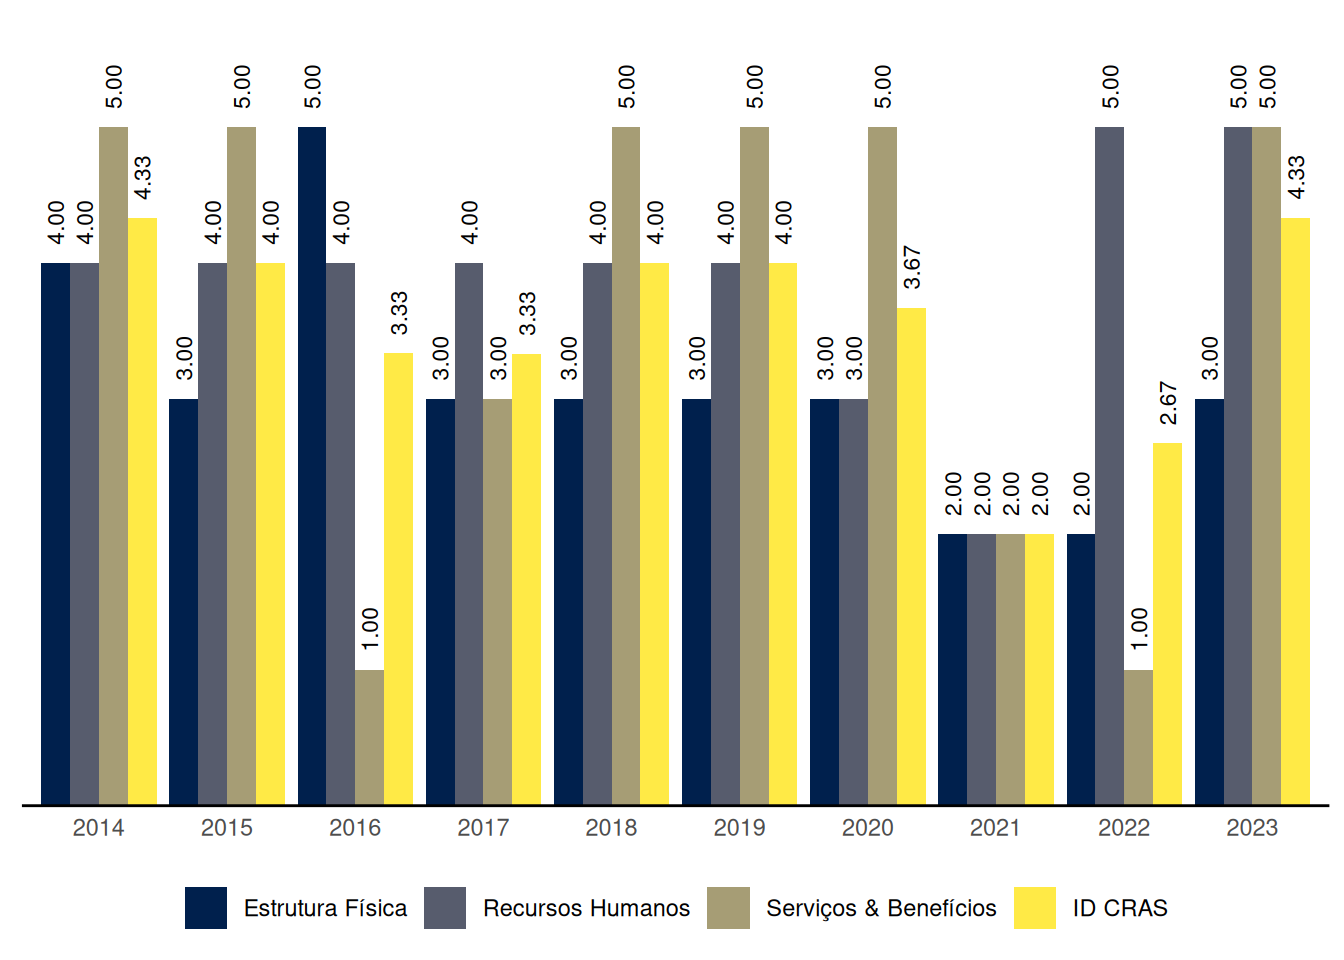 4.00 4.00 5.00 4.33
3.00 4.00 5.00 4.00
5.00 4.00 1.00 3.33
3.00 4.00 3.00 3.33
3.00 4.00 5.00 4.00
3.00 4.00 5.00 4.00
3.00 3.00 5.00 3.67
2.00 2.00 2.00 2.00
2.00 5.00 1.00 2.67
3.00 5.00 5.00 4.33
2014 2015 2016 2017 2018 2019 2020 2021 2022 2023
Estrutura Física Recursos Humanos Serviços & Benefícios ID CRAS